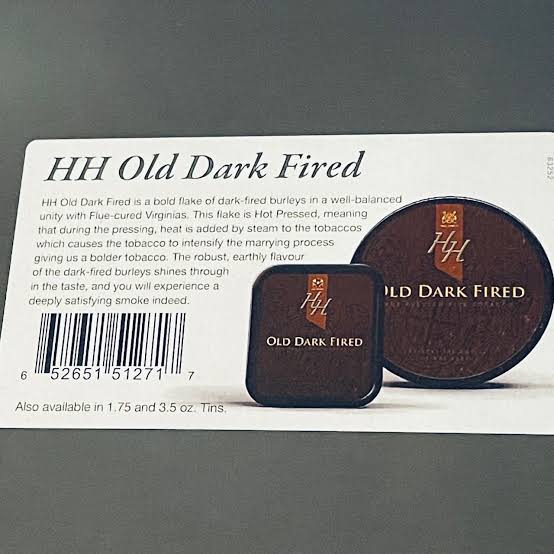 HH Old Dark Fired
HH Old Dark Fired is a bold flake of dark-fired burleys in a well-balanced
unity with Flue-cured Virginias. This flake is Hot Pressed, meaning
that during the pressing, heat is added by steam to the tobaccos
which causes the tobacco to intensify the marrying process
giving us a bolder tobacco. The robust, earthly flavour
of the dark-fired burleys shines through
in the taste, and you will experience a
deeply satisfying smoke indeed.
6 52651 51271 7
Also available in 1.75 and 3.5 oz. Tins.
HH
OLD DARK FIRED
HH
OLD DARK FIRED
83252